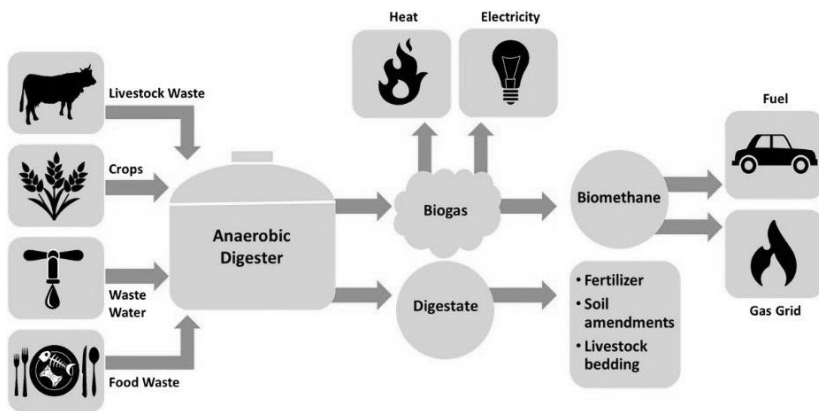 Heat
Electricity
Livestock Waste
Fuel
Crops
Biogas
Biomethane
Anaerobic
Digester
Waste
Water
Digestate
• Fertilizer
• Soil
amendments
• Livestock
bedding
Gas Grid
Food Waste